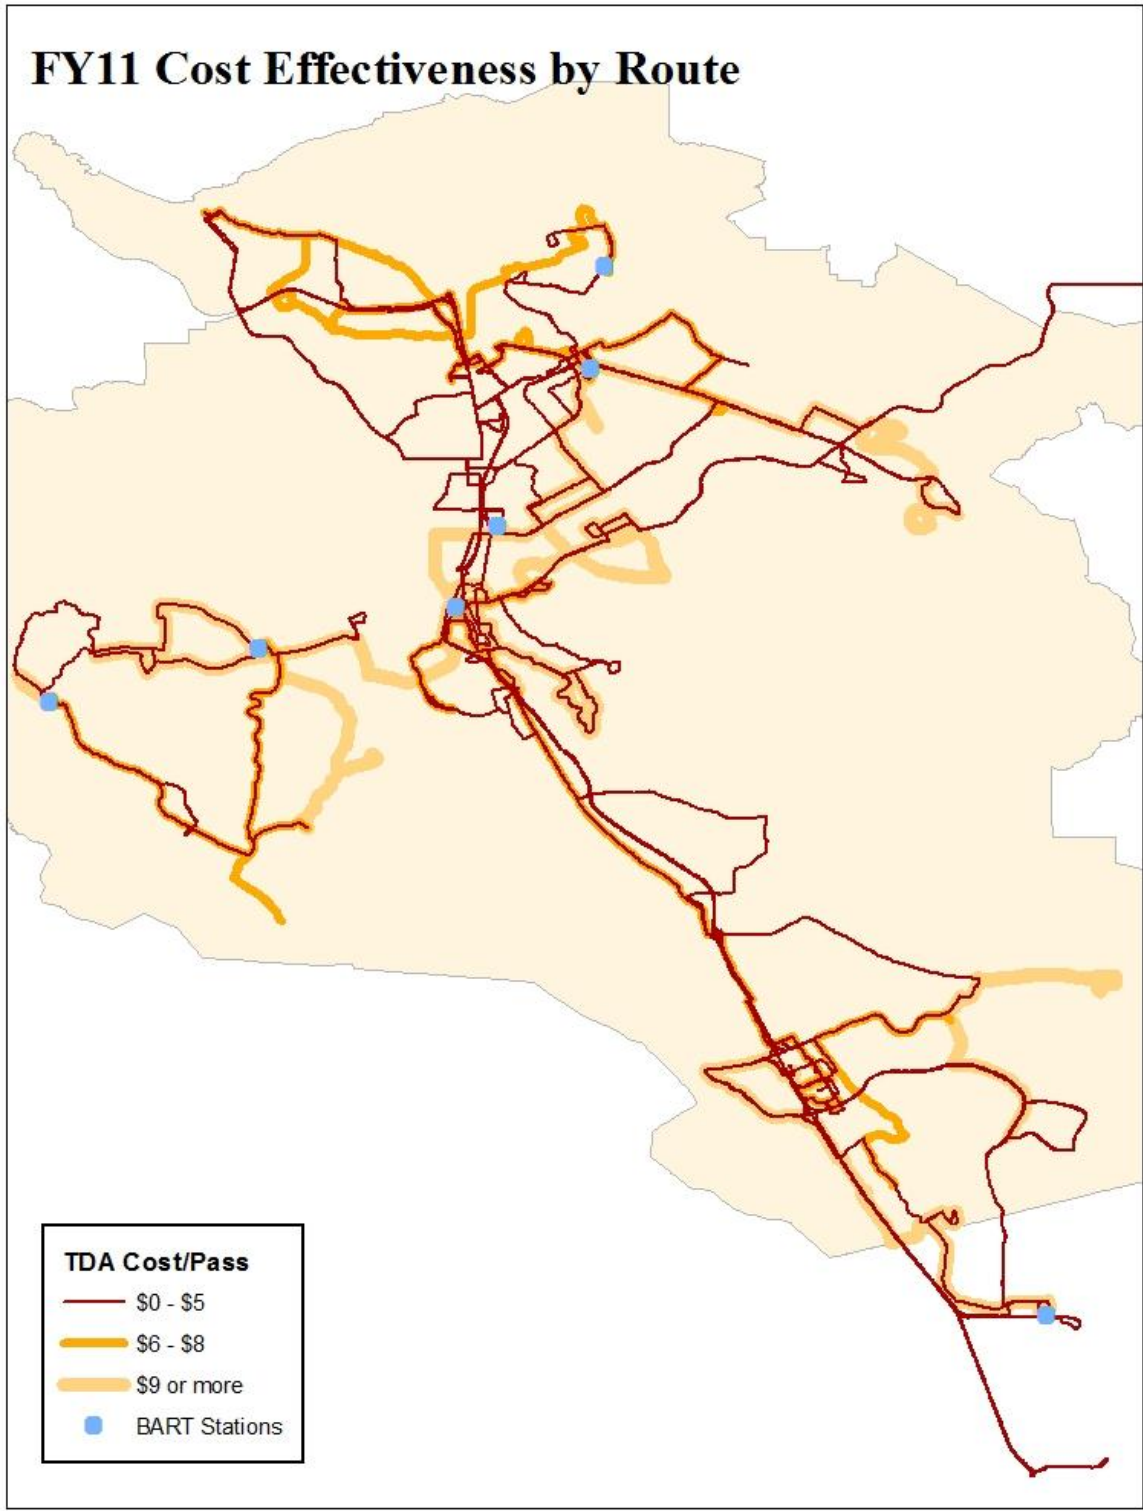 FY11 Cost Effectiveness by Route
TDA Cost/Pass
$0 - $5
$6 - $8
$9 or more
BART Stations